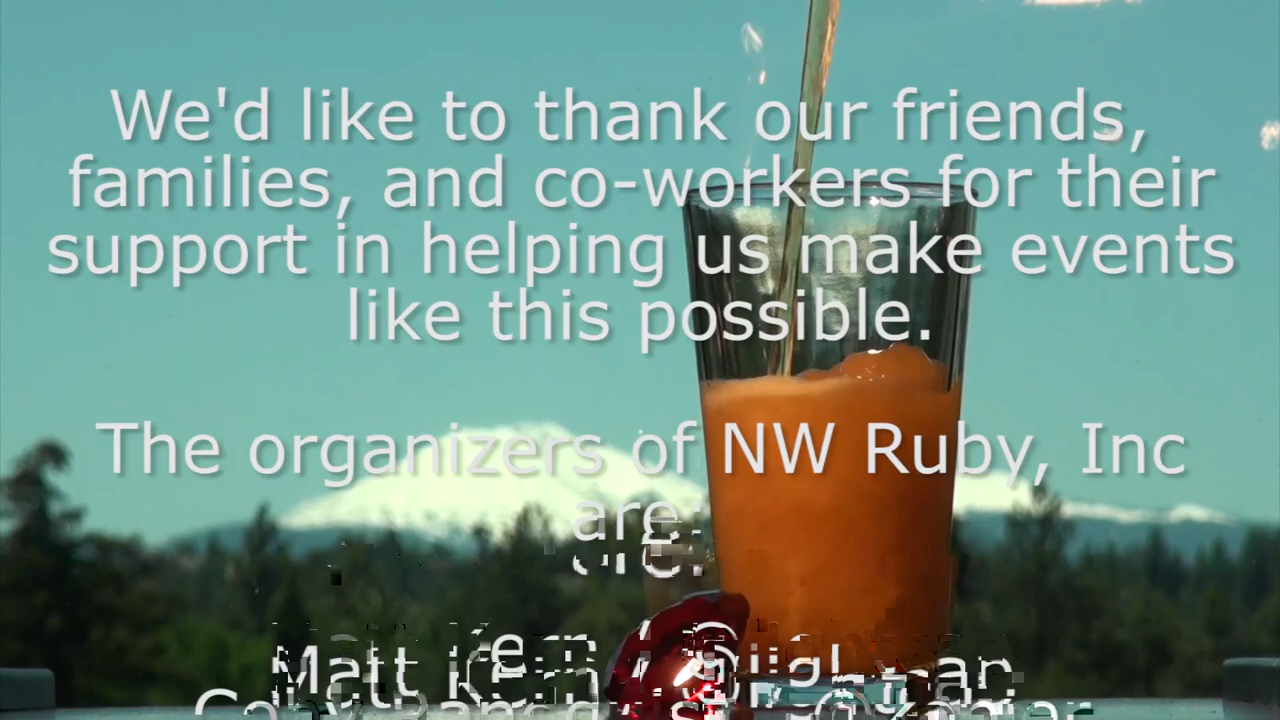 We'd like to thank our friends,
families, and co-workers for their
support in helping us make events
like this possible.
The organizers of NW Ruby, Inc
are:
Matt